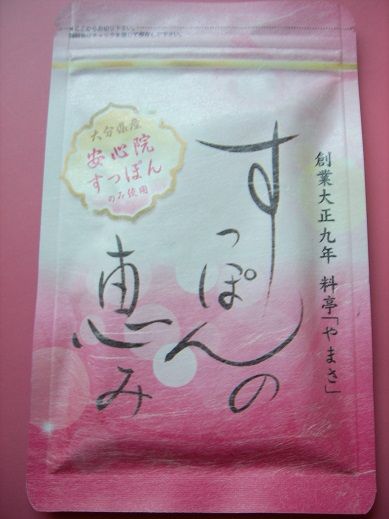 すっぽんの
恵み
創業大正九年 料亭「やまさ」
大分県産
安心院
すっぽん
のみ使用